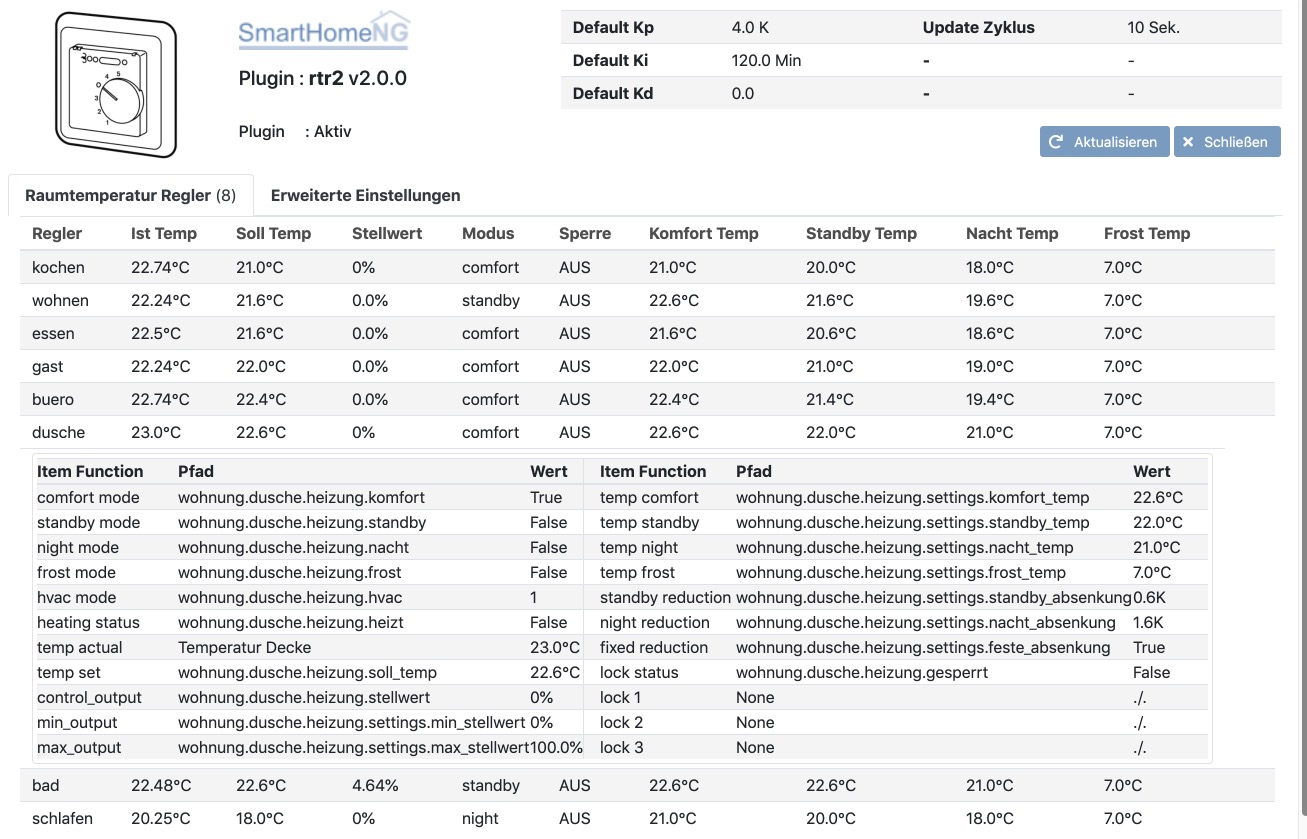 SmartHomeNG
Plugin : rtr2 v2.0.0
Plugin : Aktiv
Default Kp 4.0 K Update Zyklus 10 Sek.
Default Ki 120.0 Min - -
Default Kd 0.0 - -
Aktualisieren Schließen
Raumtemperatur Regler (8) Erweiterte Einstellungen
Regler Ist Temp Soll Temp Stellwert Modus Sperre Komfort Temp Standby Temp Nacht Temp Frost Temp
kochen 22.74°C 21.0°C 0% comfort AUS 21.0°C 20.0°C 18.0°C 7.0°C
wohnen 22.24°C 21.6°C 0.0% standby AUS 22.6°C 21.6°C 19.6°C 7.0°C
essen 22.5°C 21.6°C 0.0% comfort AUS 21.6°C 20.6°C 18.6°C 7.0°C
gast 22.24°C 22.0°C 0.0% comfort AUS 22.0°C 21.0°C 19.0°C 7.0°C
buero 22.74°C 22.4°C 0.0% comfort AUS 22.4°C 21.4°C 19.4°C 7.0°C
dusche 23.0°C 22.6°C 0% comfort AUS 22.6°C 22.0°C 21.0°C 7.0°C
Item Function Pfad Wert Item Function Pfad Wert
comfort mode wohnung.dusche.heizung.komfort True temp comfort wohnung.dusche.heizung.settings.komfort_temp 22.6°C
standby mode wohnung.dusche.heizung.standby False temp standby wohnung.dusche.heizung.settings.standby_temp 22.0°C
night mode wohnung.dusche.heizung.nacht False temp night wohnung.dusche.heizung.settings.nacht_temp 21.0°C
frost mode wohnung.dusche.heizung.frost False temp frost wohnung.dusche.heizung.settings.frost_temp 7.0°C
hvac mode wohnung.dusche.heizung.hvac 1 standby reduction wohnung.dusche.heizung.settings.standby_absenkung 0.6K
heating status wohnung.dusche.heizung.heizt False night reduction wohnung.dusche.heizung.settings.nacht_absenkung 1.6K
temp actual Temperatur Decke 23.0°C fixed reduction wohnung.dusche.heizung.settings.feste_absenkung True
temp set wohnung.dusche.heizung.soll_temp 22.6°C lock status wohnung.dusche.heizung.gesperrt False
control_output wohnung.dusche.heizung.stellwert 0% lock 1 None ./.
min_output wohnung.dusche.heizung.settings.min_stellwert 0% lock 2 None ./.
max_output wohnung.dusche.heizung.settings.max_stellwert 100.0% lock 3 None ./.
bad 22.48°C 22.6°C 4.64% standby AUS 22.6°C 22.6°C 21.0°C 7.0°C
schlafen 20.25°C 18.0°C 0% night AUS 21.0°C 20.0°C 18.0°C 7.0°C